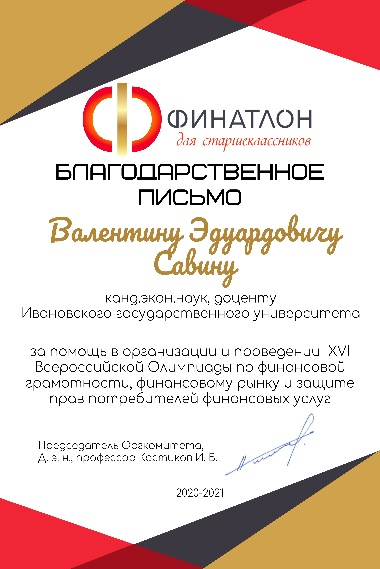 ФИНАТЛОН
для старшеклассников
БЛАГОДАРСТВЕННОЕ
ПИСЬМО
Валентину Эдуардовичу
Савину
канд.экон.наук, доценту
Ивановского государственного университета
за помощь в организации и проведении XVI
Всероссийской Олимпиады по финансовой
грамотности, финансовому рынку и защите
прав потребителей финансовых услуг
Председатель Оргкомитета,
Д. э. н., профессор Костиков И. В.
2020-2021